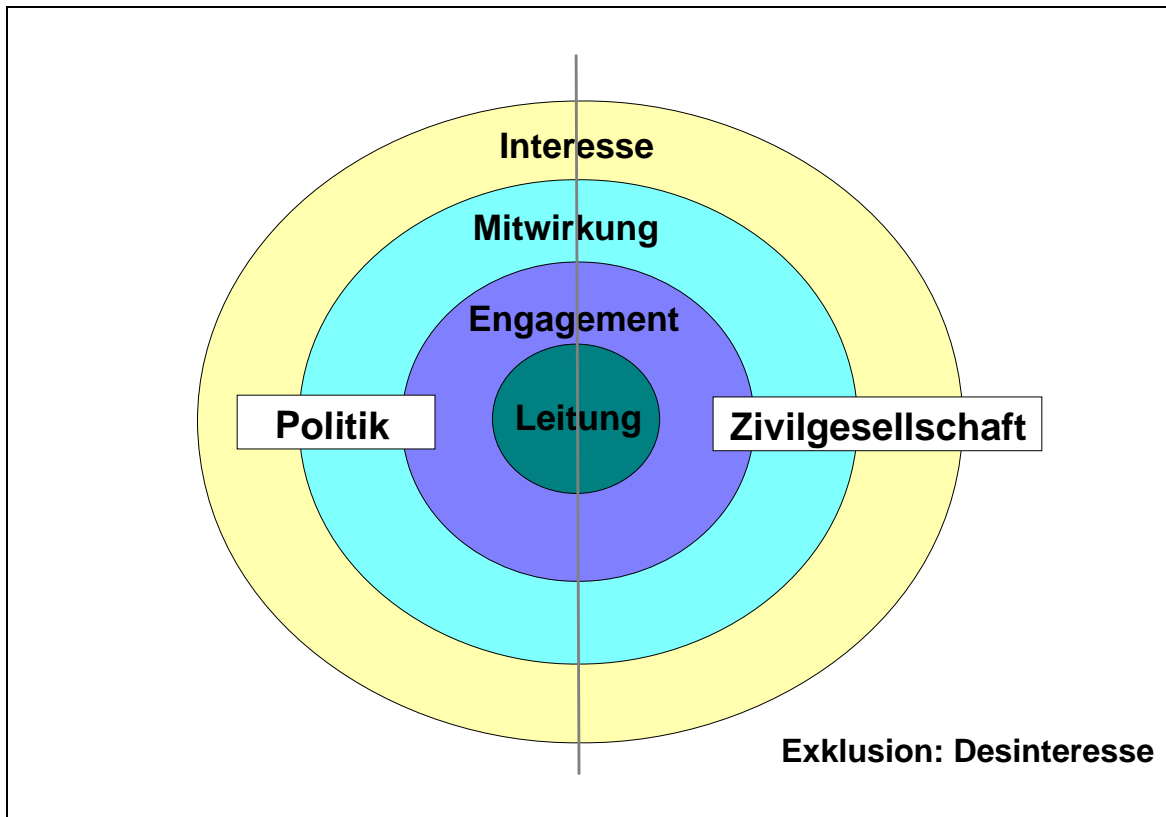 Interesse
Mitwirkung
Engagement
Leitung
Politik
Zivilgesellschaft
Exklusion: Desinteresse